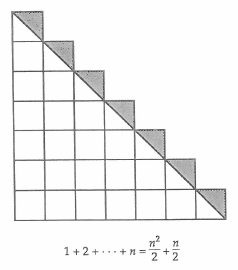 1 + 2 + · · · + n = n²/2 + n/2